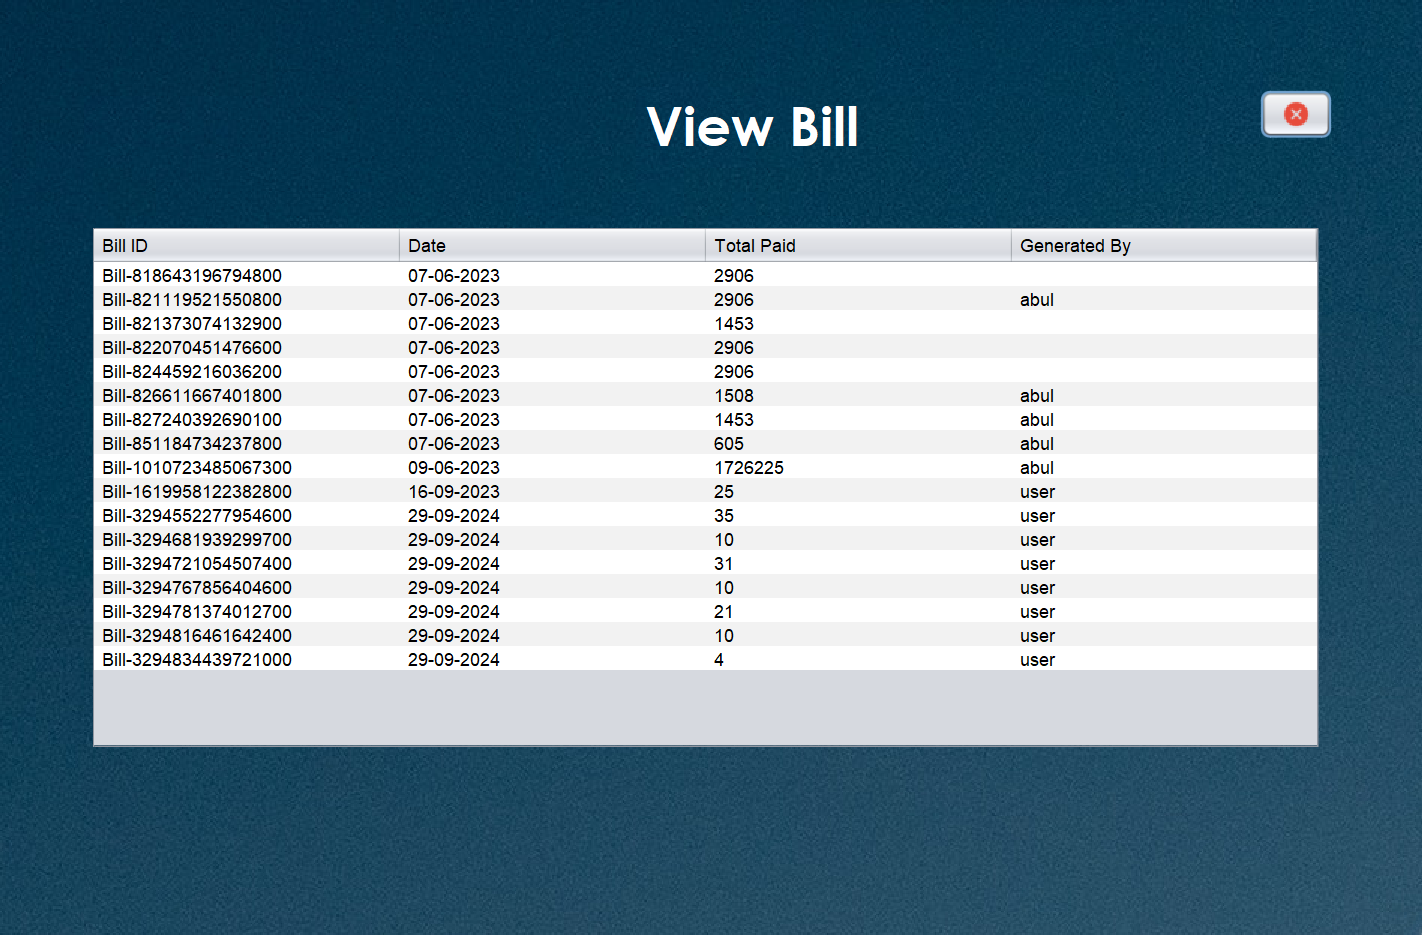 View Bill
Bill ID Date Total Paid Generated By
Bill-818643196794800 07-06-2023 2906
Bill-821119521550800 07-06-2023 2906 abul
Bill-821373074132900 07-06-2023 1453
Bill-822070451476600 07-06-2023 2906
Bill-824459216036200 07-06-2023 2906
Bill-826611667401800 07-06-2023 1508 abul
Bill-827240392690100 07-06-2023 1453 abul
Bill-851184734237800 07-06-2023 605 abul
Bill-1010723485067300 09-06-2023 1726225 abul
Bill-1619958122382800 16-09-2023 25 user
Bill-3294552277954600 29-09-2024 35 user
Bill-3294681939299700 29-09-2024 10 user
Bill-3294721054507400 29-09-2024 31 user
Bill-3294767856404600 29-09-2024 10 user
Bill-3294781374012700 29-09-2024 21 user
Bill-3294816461642400 29-09-2024 10 user
Bill-3294834439721000 29-09-2024 4 user